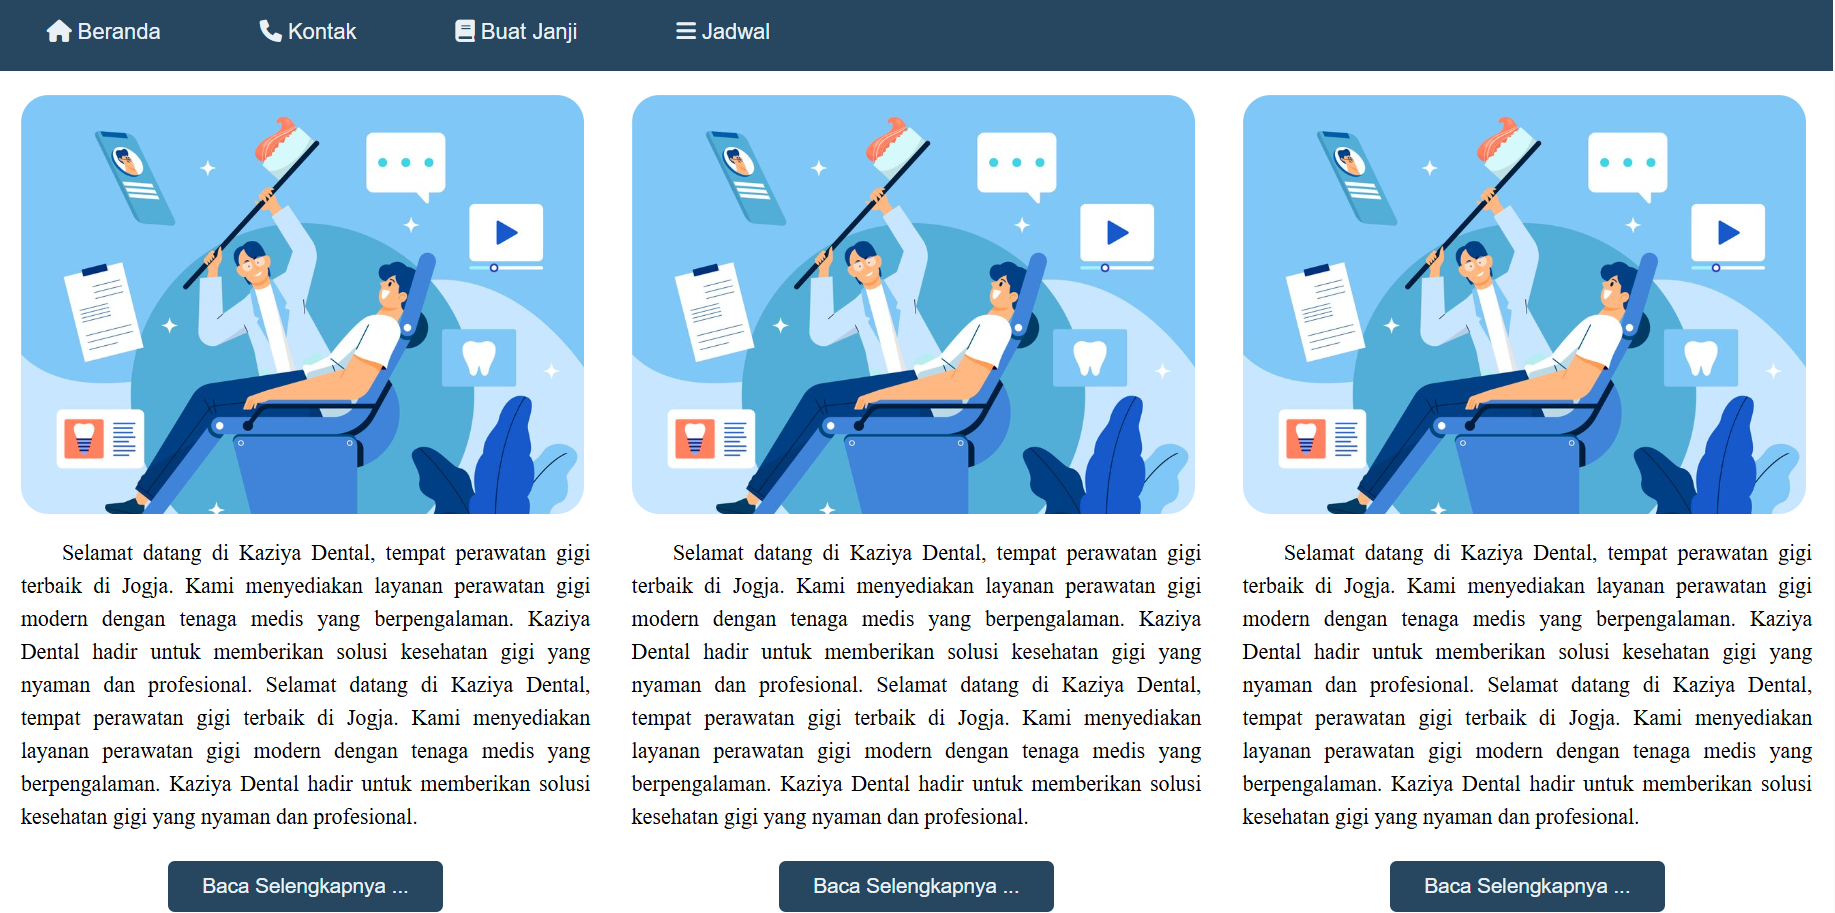 Beranda Kontak Buat Janji Jadwal
Selamat datang di Kaziya Dental, tempat perawatan gigi
terbaik di Jogja. Kami menyediakan layanan perawatan gigi
modern dengan tenaga medis yang berpengalaman. Kaziya
Dental hadir untuk memberikan solusi kesehatan gigi yang
nyaman dan profesional. Selamat datang di Kaziya Dental,
tempat perawatan gigi terbaik di Jogja. Kami menyediakan
layanan perawatan gigi modern dengan tenaga medis yang
berpengalaman. Kaziya Dental hadir untuk memberikan solusi
kesehatan gigi yang nyaman dan profesional.
Baca Selengkapnya ...
Selamat datang di Kaziya Dental, tempat perawatan gigi
terbaik di Jogja. Kami menyediakan layanan perawatan gigi
modern dengan tenaga medis yang berpengalaman. Kaziya
Dental hadir untuk memberikan solusi kesehatan gigi yang
nyaman dan profesional. Selamat datang di Kaziya Dental,
tempat perawatan gigi terbaik di Jogja. Kami menyediakan
layanan perawatan gigi modern dengan tenaga medis yang
berpengalaman. Kaziya Dental hadir untuk memberikan solusi
kesehatan gigi yang nyaman dan profesional.
Baca Selengkapnya ...
Selamat datang di Kaziya Dental, tempat perawatan gigi
terbaik di Jogja. Kami menyediakan layanan perawatan gigi
modern dengan tenaga medis yang berpengalaman. Kaziya
Dental hadir untuk memberikan solusi kesehatan gigi yang
nyaman dan profesional. Selamat datang di Kaziya Dental,
tempat perawatan gigi terbaik di Jogja. Kami menyediakan
layanan perawatan gigi modern dengan tenaga medis yang
berpengalaman. Kaziya Dental hadir untuk memberikan solusi
kesehatan gigi yang nyaman dan profesional.
Baca Selengkapnya ...